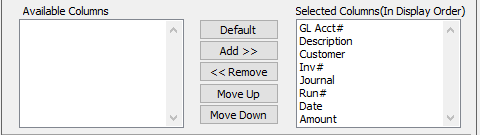 Available Columns
Selected Columns(In Display Order)
Default
Add >>
<< Remove
Move Up
Move Down
GL Acct#
Description
Customer
Inv#
Journal
Run#
Date
Amount